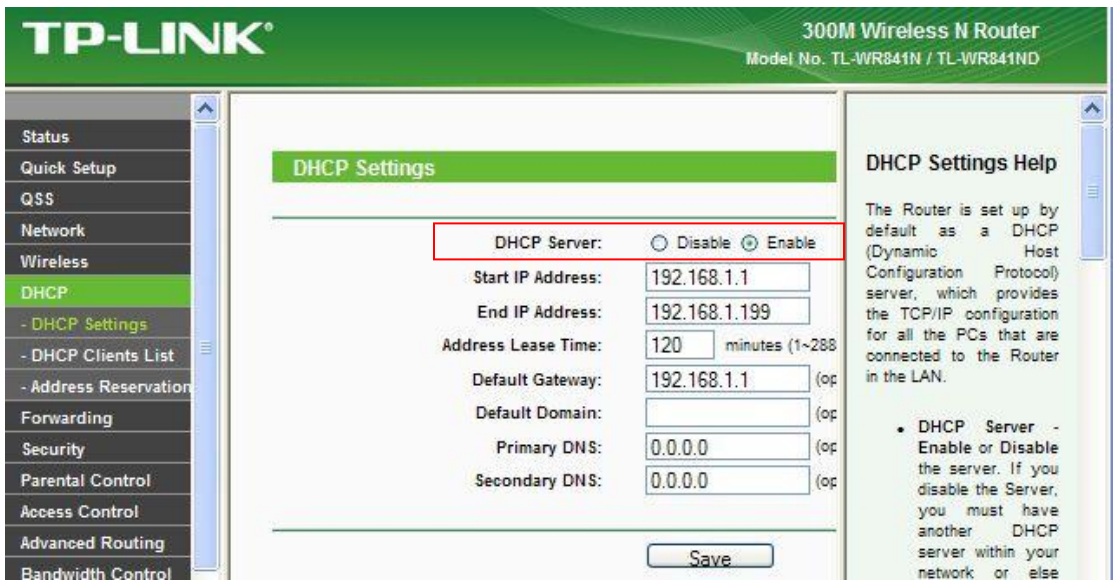 TP-LINK®
300M Wireless N Router
Model No. TL-WR841N / TL-WR841ND
Status
Quick Setup
QSS
Network
Wireless
DHCP
- DHCP Settings
- DHCP Clients List
- Address Reservation
Forwarding
Security
Parental Control
Access Control
Advanced Routing
Bandwidth Control
DHCP Settings
DHCP Server: Disable Enable
Start IP Address: 192.168.1.1
End IP Address: 192.168.1.199
Address Lease Time: 120 minutes (1~288
Default Gateway: 192.168.1.1 (op
Default Domain: (op
Primary DNS: 0.0.0.0 (op
Secondary DNS: 0.0.0.0 (op
Save
DHCP Settings Help
The Router is set up by
default as a DHCP
(Dynamic Host
Configuration Protocol)
server, which provides
the TCP/IP configuration
for all the PCs that are
connected to the Router
in the LAN.
• DHCP Server -
Enable or Disable
the server. If you
disable the Server,
you must have
another DHCP
server within your
network or else